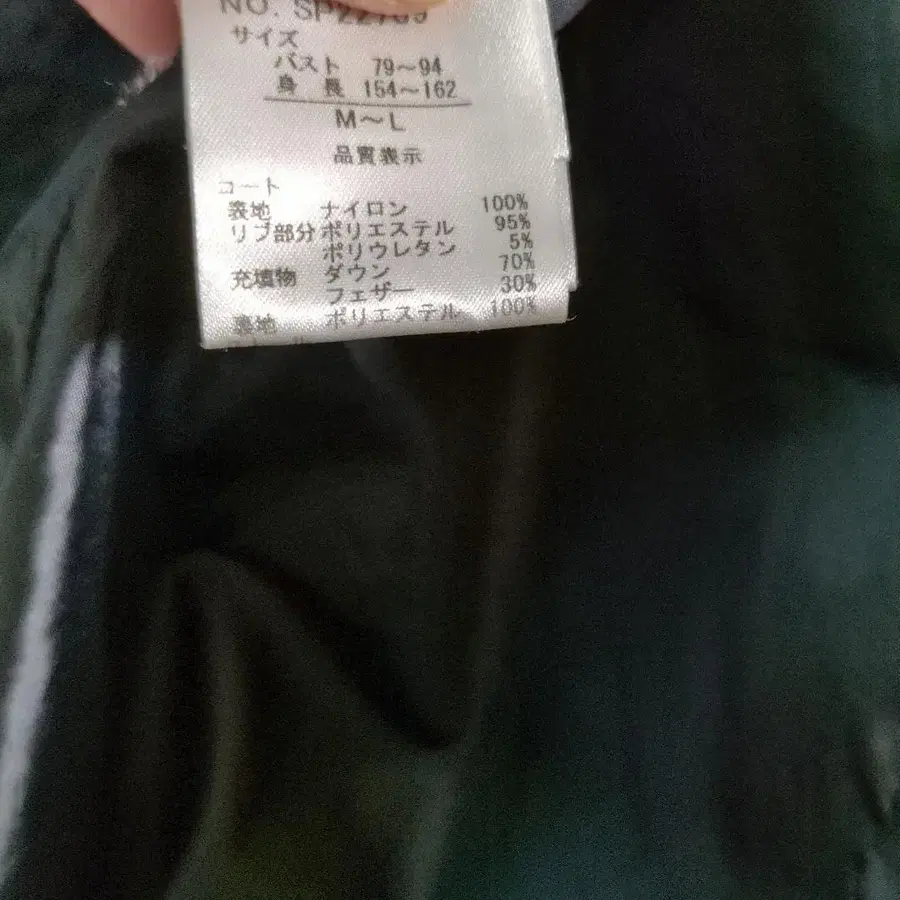 NO. SP22789
サイズ
バスト 79〜94
身長 154〜162
M〜L
品質表示
コート
表地 ナイロン 100%
リブ部分 ポリエステル 95%
ポリウレタン 5%
充填物 ダウン 70%
フェザー 30%
裏地 ポリエステル 100%